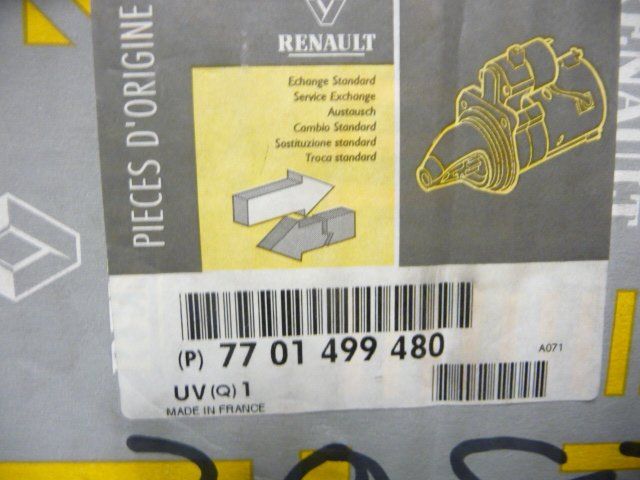 PIECES D'ORIGINE
RENAULT
Echange Standard
Service Exchange
Austausch
Cambio Standard
Sostituzione standard
Troca standard
ENAULT
(P) 77 01 499 480
A071
UV (Q) 1
MADE IN FRANCE